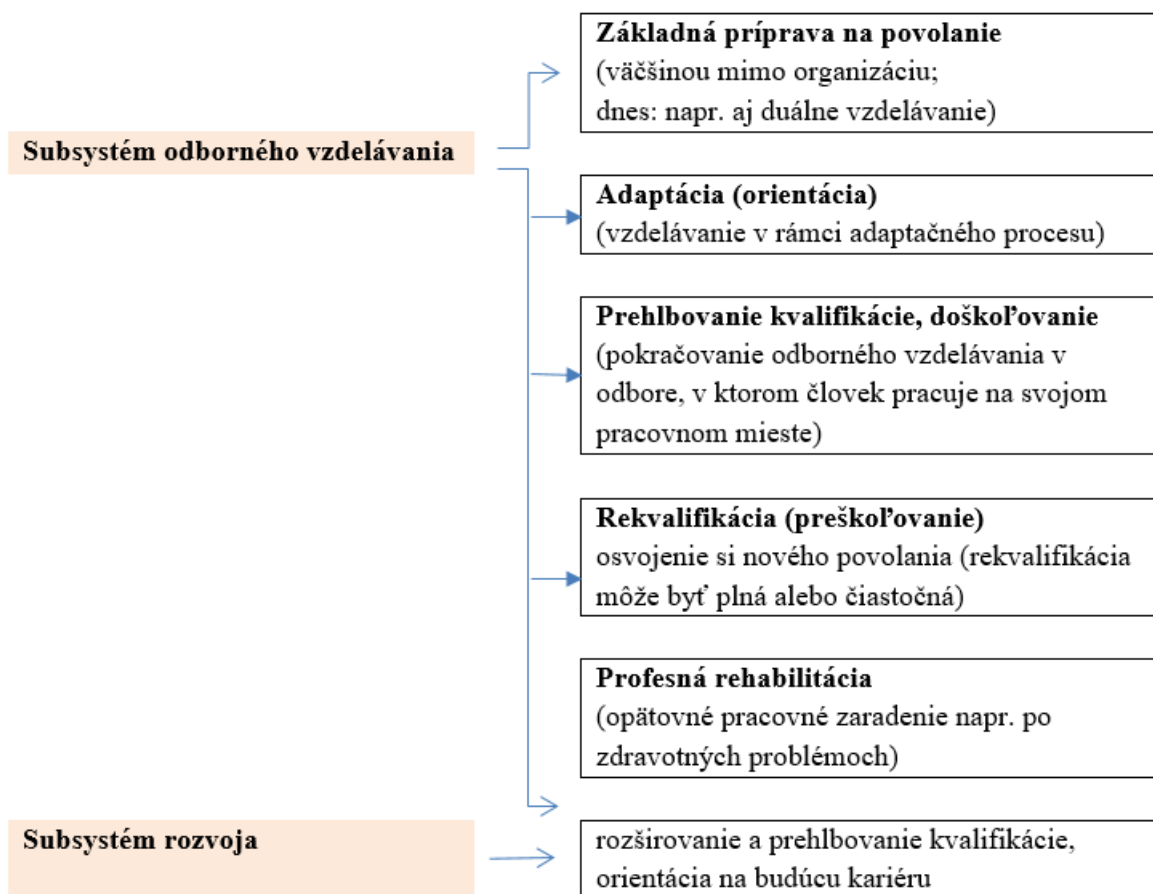 Základná príprava na povolanie
(väčšinou mimo organizáciu;
dnes: napr. aj duálne vzdelávanie)
Subsystém odborného vzdelávania
Adaptácia (orientácia)
(vzdelávanie v rámci adaptačného procesu)
Prehlbovanie kvalifikácie, doškoľovanie
(pokračovanie odborného vzdelávania v
odbore, v ktorom človek pracuje na svojom
pracovnom mieste)
Rekvalifikácia (preškoľovanie)
osvojenie si nového povolania (rekvalifikácia
môže byť plná alebo čiastočná)
Profesná rehabilitácia
(opätovné pracovné zaradenie napr. po
zdravotných problémoch)
Subsystém rozvoja
rozširovanie a prehlbovanie kvalifikácie,
orientácia na budúcu kariéru